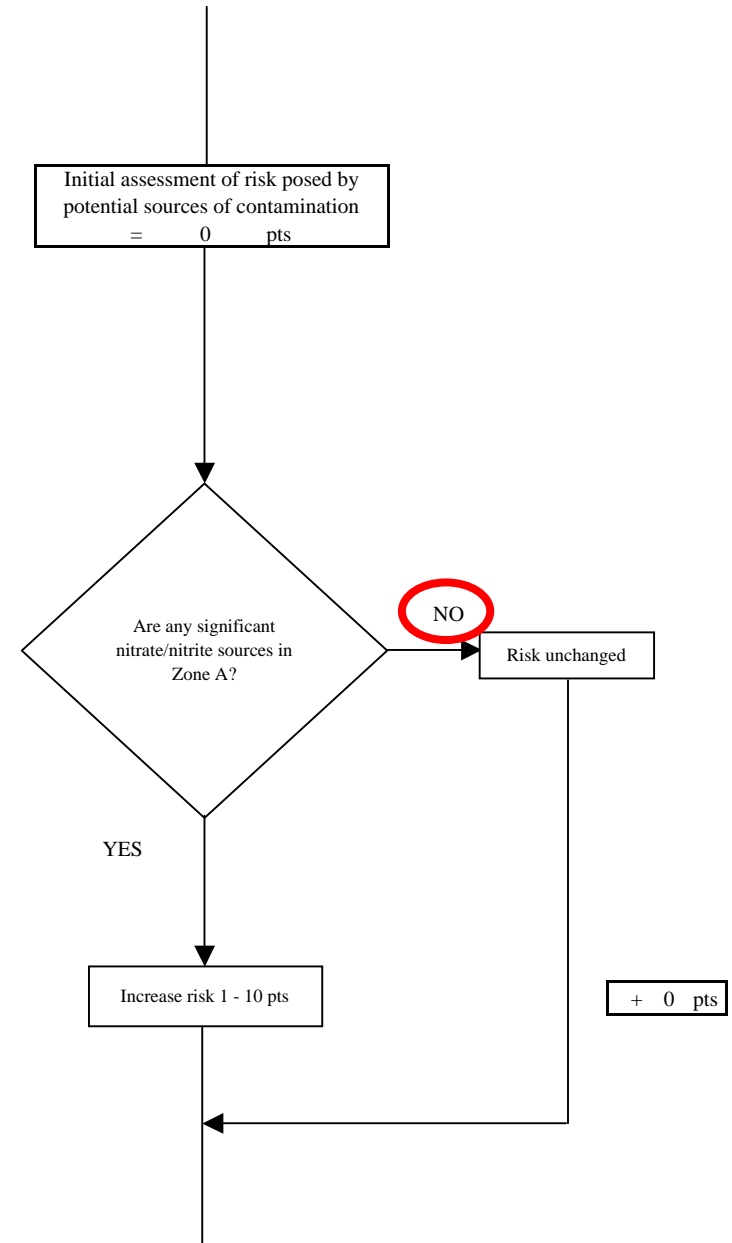 Initial assessment of risk posed by
potential sources of contamination
= 0 pts
Are any significant
nitrate/nitrite sources in
Zone A?
NO
Risk unchanged
YES
Increase risk 1 - 10 pts
+ 0 pts